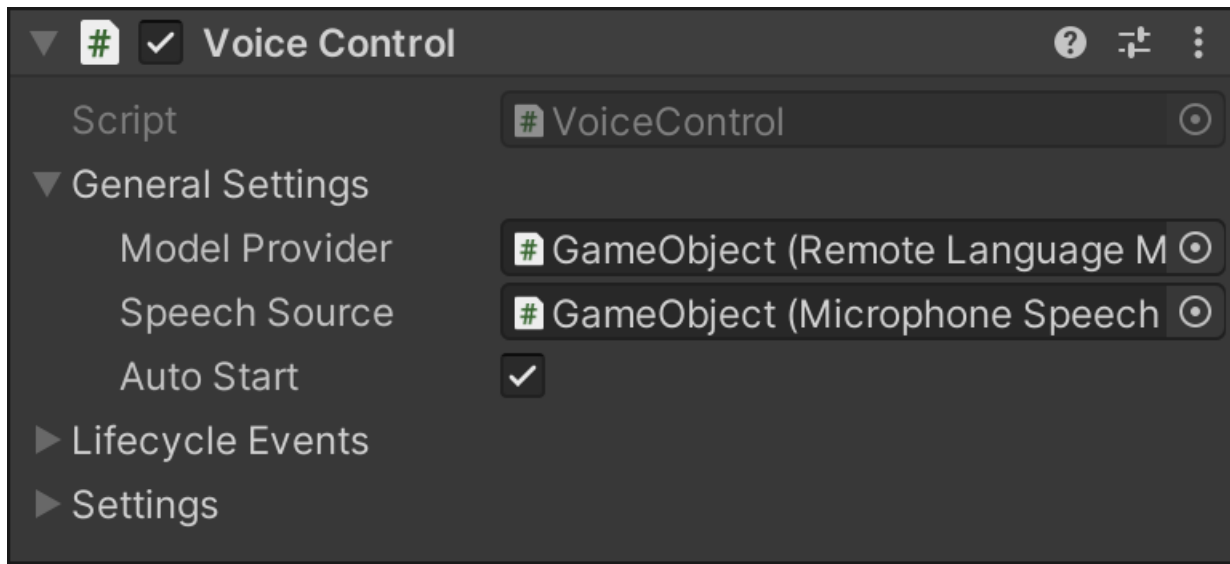 # Voice Control
Script # VoiceControl
General Settings
Model Provider # GameObject (Remote Language M
Speech Source # GameObject (Microphone Speech
Auto Start
Lifecycle Events
Settings